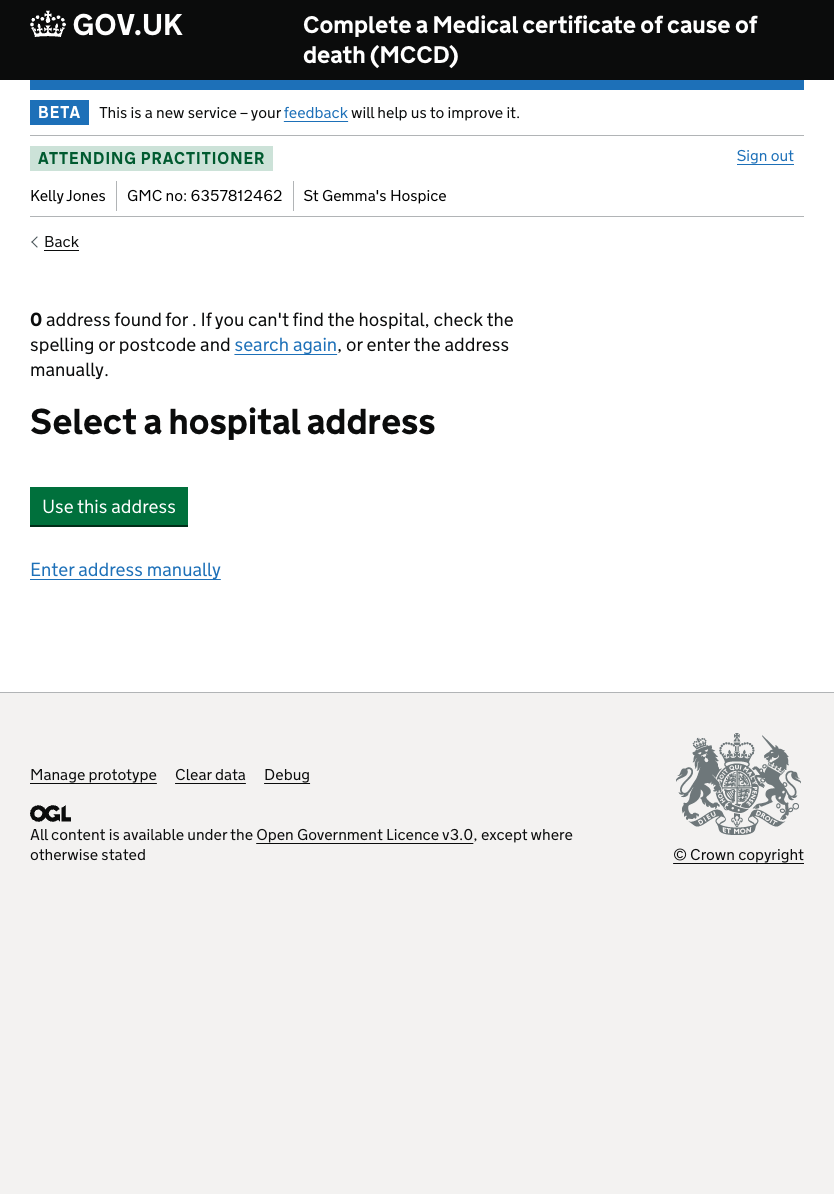 GOV.UK
Complete a Medical certificate of cause of
death (MCCD)
BETA
This is a new service – your feedback will help us to improve it.
ATTENDING PRACTITIONER
Sign out
Kelly Jones
GMC no: 6357812462
St Gemma's Hospice
Back
0 address found for . If you can't find the hospital, check the
spelling or postcode and search again, or enter the address
manually.
Select a hospital address
Use this address
Enter address manually
Manage prototype
Clear data
Debug
OGL
All content is available under the Open Government Licence v3.0, except where
otherwise stated
DIEU ET MON DROIT
© Crown copyright